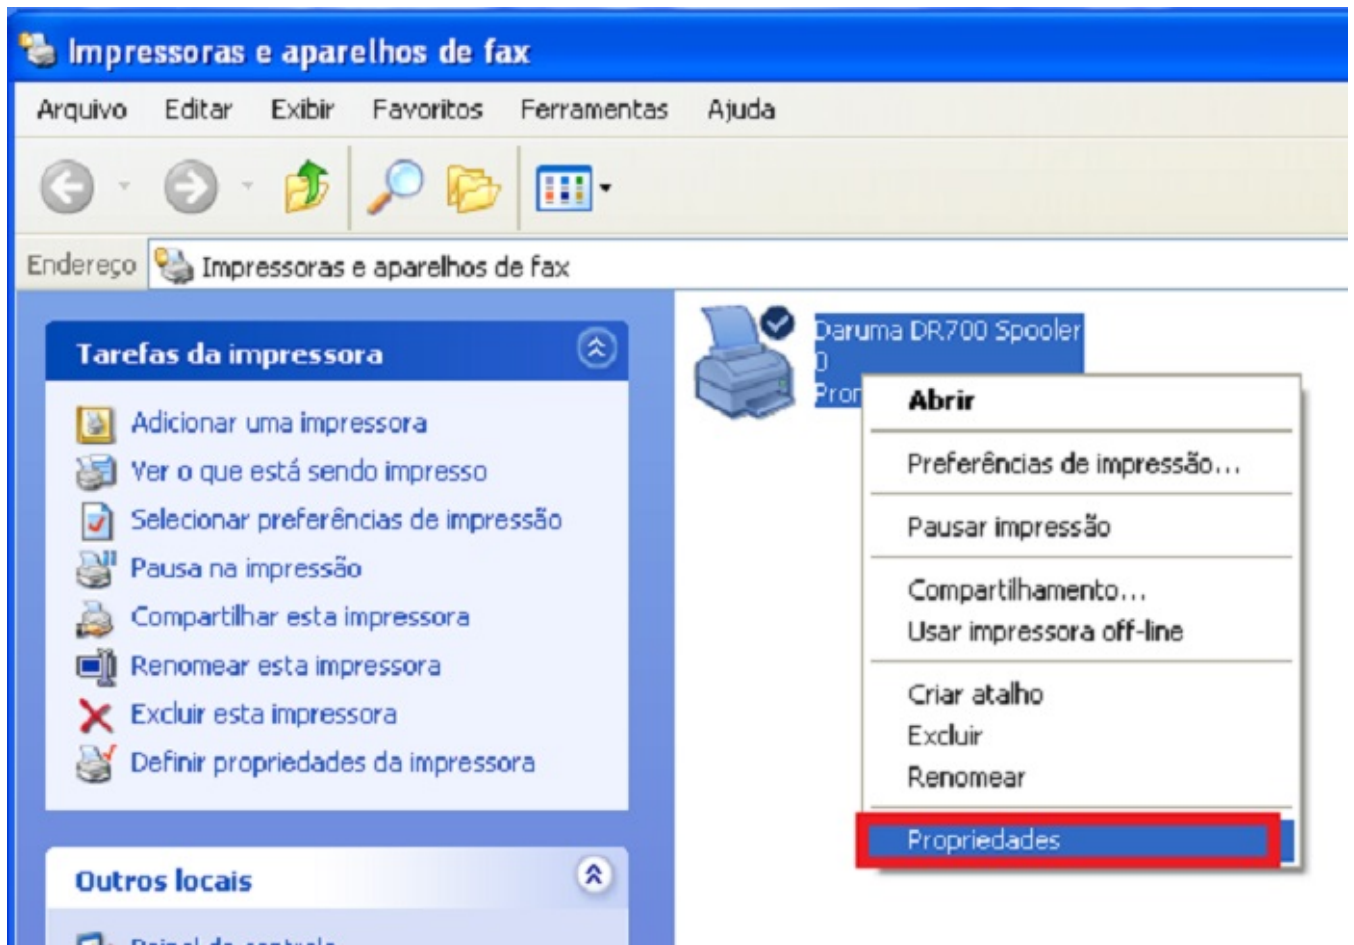 Impressoras e aparelhos de fax
Arquivo Editar Exibir Favoritos Ferramentas Ajuda
Endereço Impressoras e aparelhos de fax
Tarefas da impressora
Adicionar uma impressora
Ver o que está sendo impresso
Selecionar preferências de impressão
Pausa na impressão
Compartilhar esta impressora
Renomear esta impressora
Excluir esta impressora
Definir propriedades da impressora
Outros locais
Painel de controle
Daruma DR700 Spooler
0
Abrir
Preferências de impressão...
Pausar impressão
Compartilhamento...
Usar impressora off-line
Criar atalho
Excluir
Renomear
Propriedades